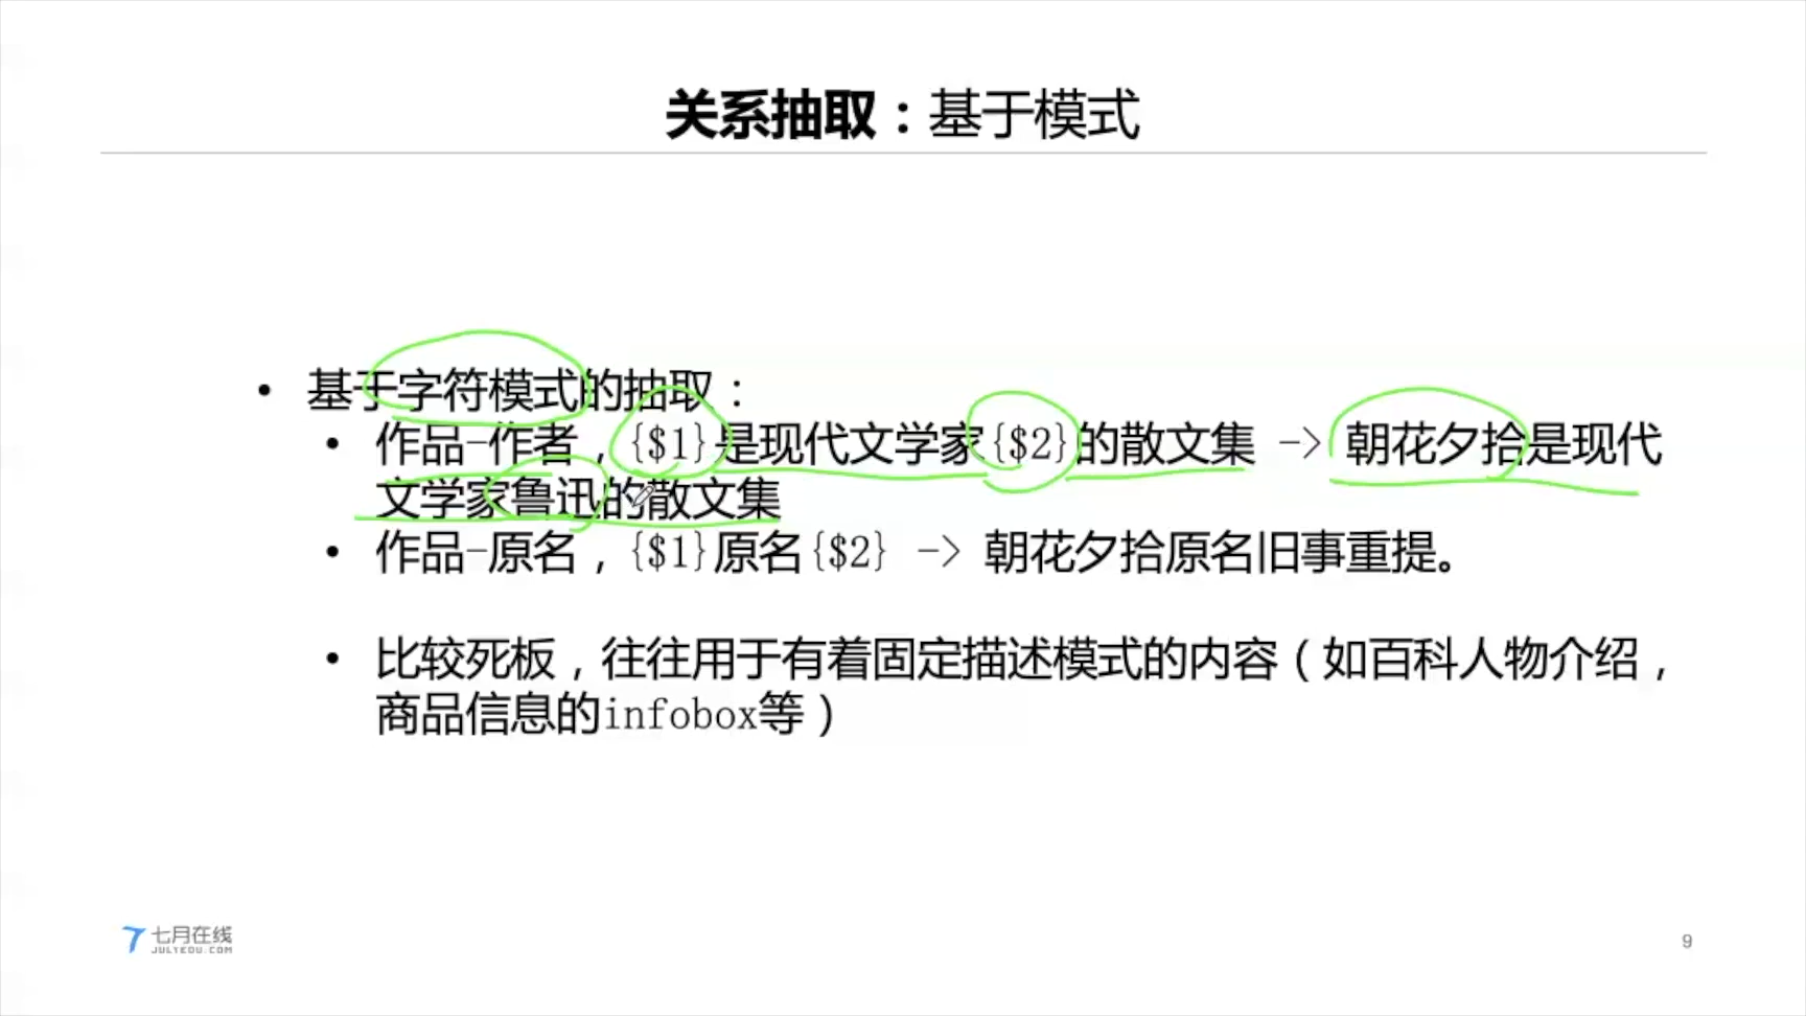 关系抽取：基于模式
• 基于字符模式的抽取：
• 作品-作者，{$1}是现代文学家{$2}的散文集 -> 朝花夕拾是现代
文学家鲁迅的散文集
• 作品-原名，{$1}原名{$2} -> 朝花夕拾原名旧事重提。
• 比较死板，往往用于有着固定描述模式的内容（如百科人物介绍，
商品信息的infobox等）
七月在线
JULYEDU.COM
9